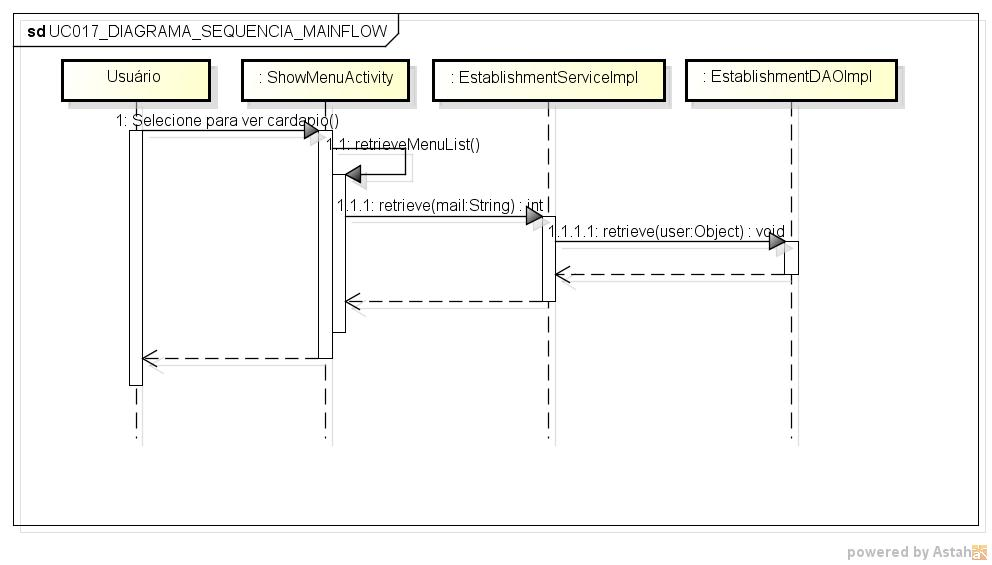 sd UC017_DIAGRAMA_SEQUENCIA_MAINFLOW
Usuário
: ShowMenuActivity
: EstablishmentServiceImpl
: EstablishmentDAOImpl
1: Selecione para ver cardapio()
1.1: retrieveMenuList()
1.1.1: retrieve(mail:String) : int
1.1.1.1: retrieve(user:Object) : void
powered by Astah